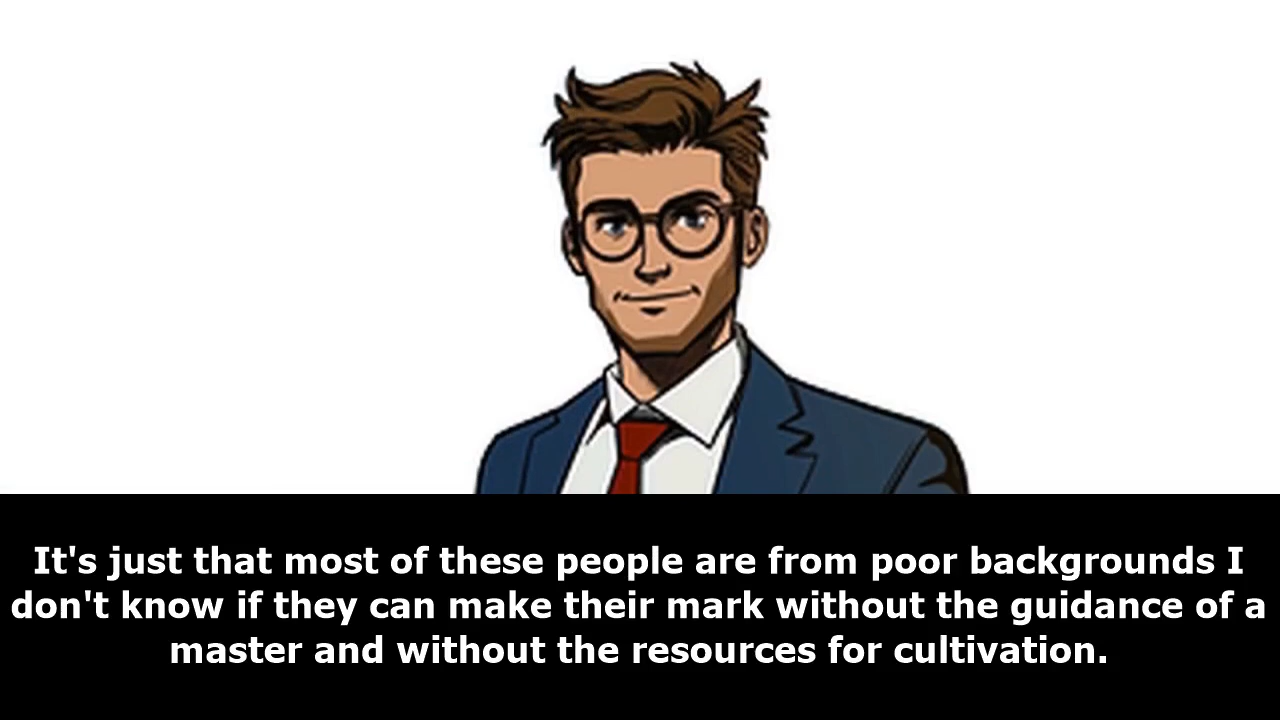 It's just that most of these people are from poor backgrounds I
don't know if they can make their mark without the guidance of a
master and without the resources for cultivation.